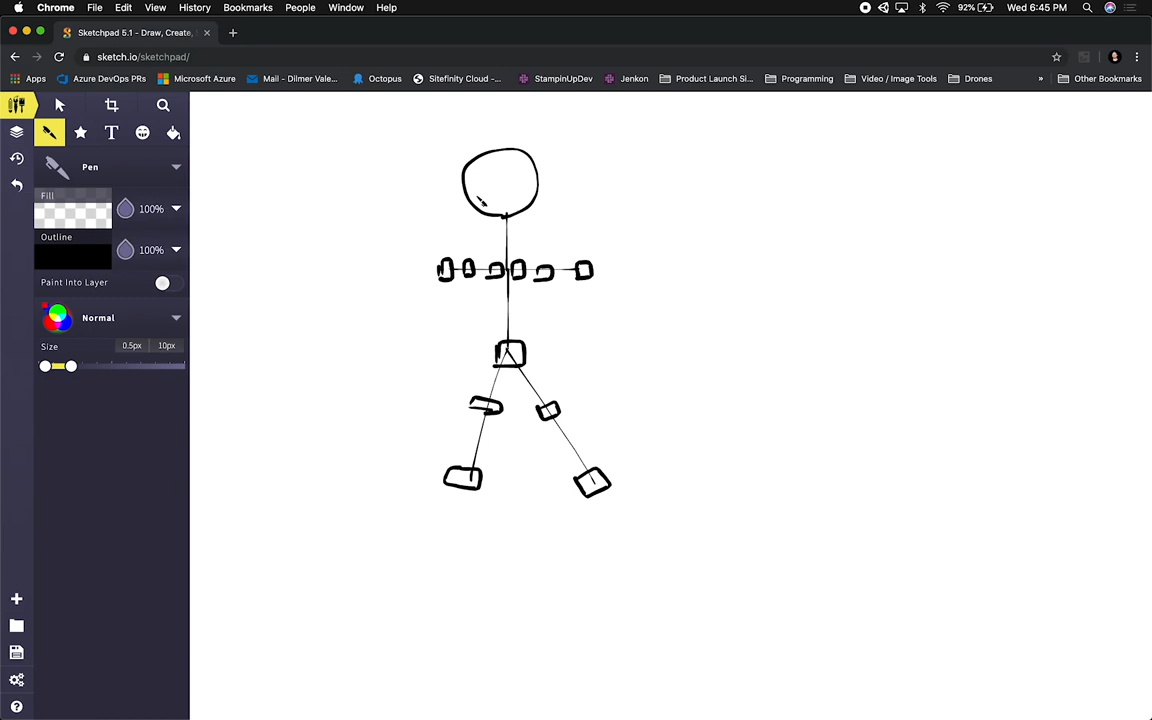 Chrome File Edit View History Bookmarks People Window Help 92% Wed 6:45 PM
Sketchpad 5.1 - Draw, Create,
sketch.io/sketchpad/
Apps Azure DevOps PRs Microsoft Azure Mail - Dilmer Vale... Octopus Sitefinity Cloud -... StampinUpDev Jenkon Product Launch Si... Programming Video / Image Tools Drones » Other Bookmarks
T
Pen
Fill
100%
Outline
100%
Paint Into Layer
Normal
Size 0.5px 10px